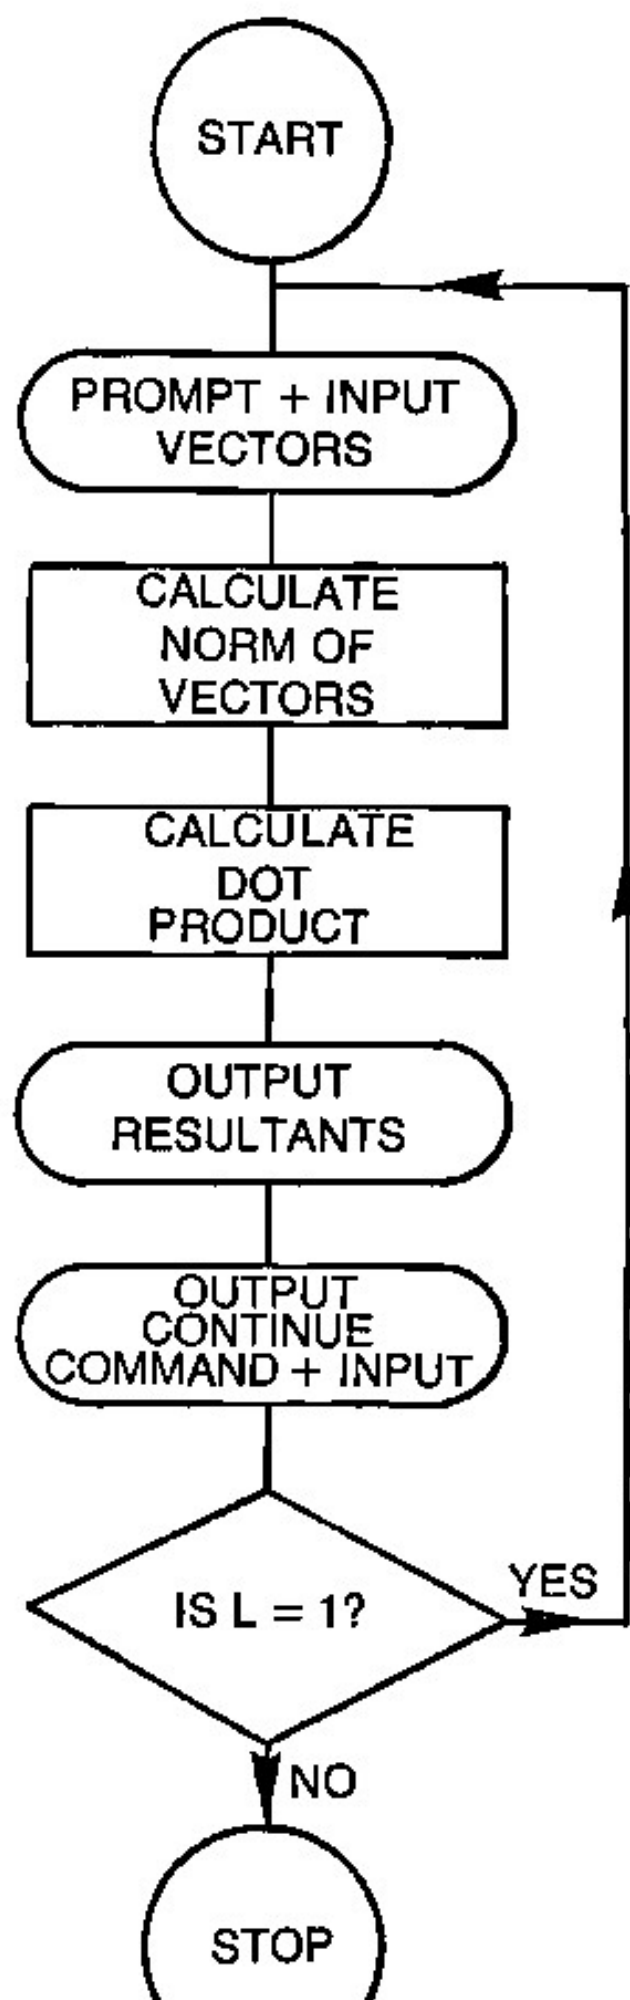 START
PROMPT + INPUT
VECTORS
CALCULATE
NORM OF
VECTORS
CALCULATE
DOT
PRODUCT
OUTPUT
RESULTANTS
OUTPUT
CONTINUE
COMMAND + INPUT
IS L = 1?
YES
NO
STOP